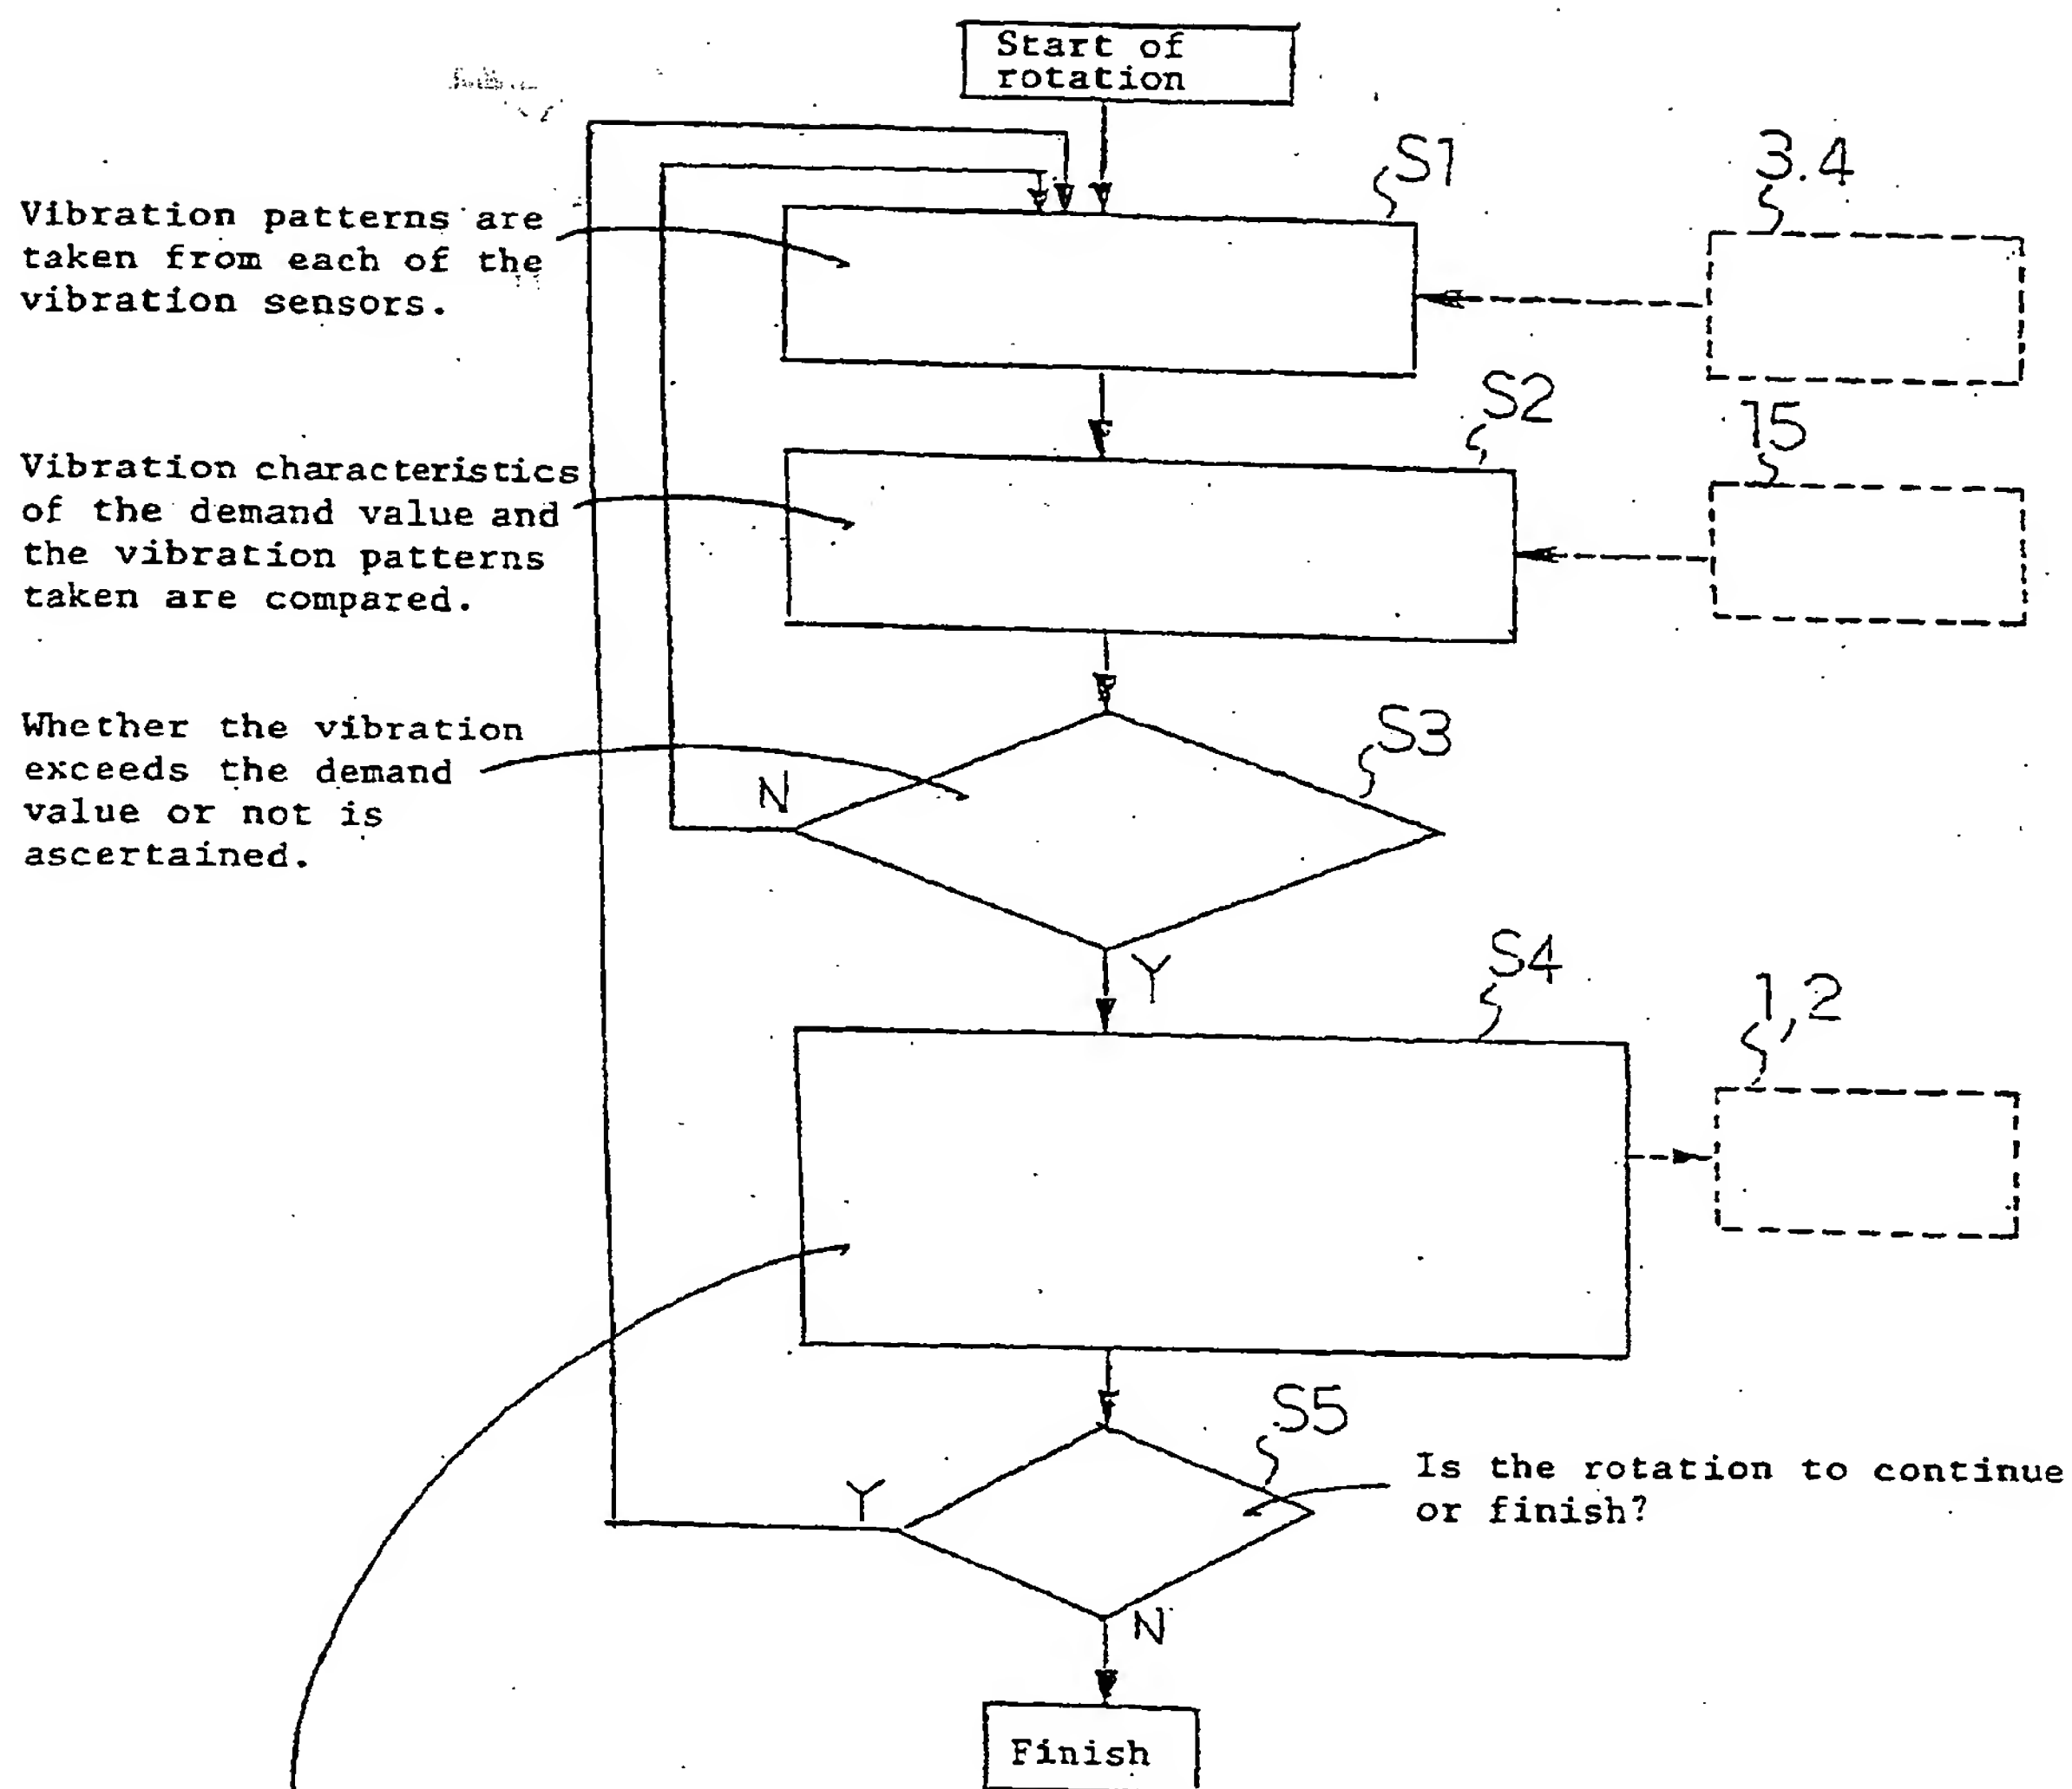 Start of
rotation
S1
3.4
Vibration patterns are
taken from each of the
vibration sensors.
S2
15
Vibration characteristics
of the demand value and
the vibration patterns
taken are compared.
S3
Whether the vibration
exceeds the demand
value or not is
ascertained.
N
Y
S4
1,2
S5
Is the rotation to continue
or finish?
Y
N
Finish